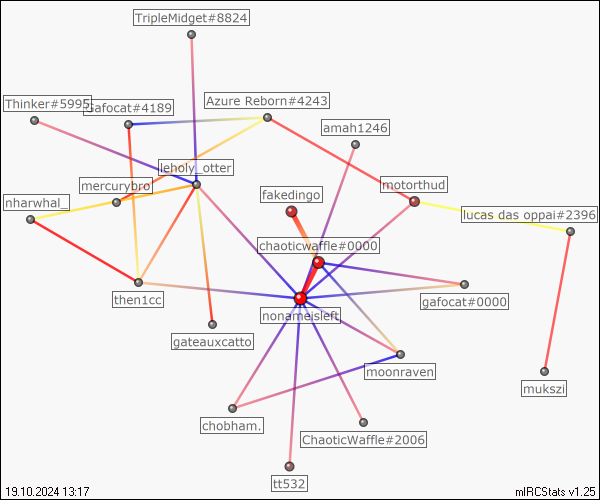 TripleMidget#8824
Thinker#5995
Gafocat#4189
Azure Reborn#4243
amah1246
leholy_otter
mercurybro
nharwhal_
fakedingo
motorthud
lucas das oppai#2396
chaoticwaffle#0000
then1cc
nonameisleft
gafocat#0000
gateauxcatto
moonraven
mukszi
chobham.
ChaoticWaffle#2006
tt532
19.10.2024 13:17
mIRCStats v1.25